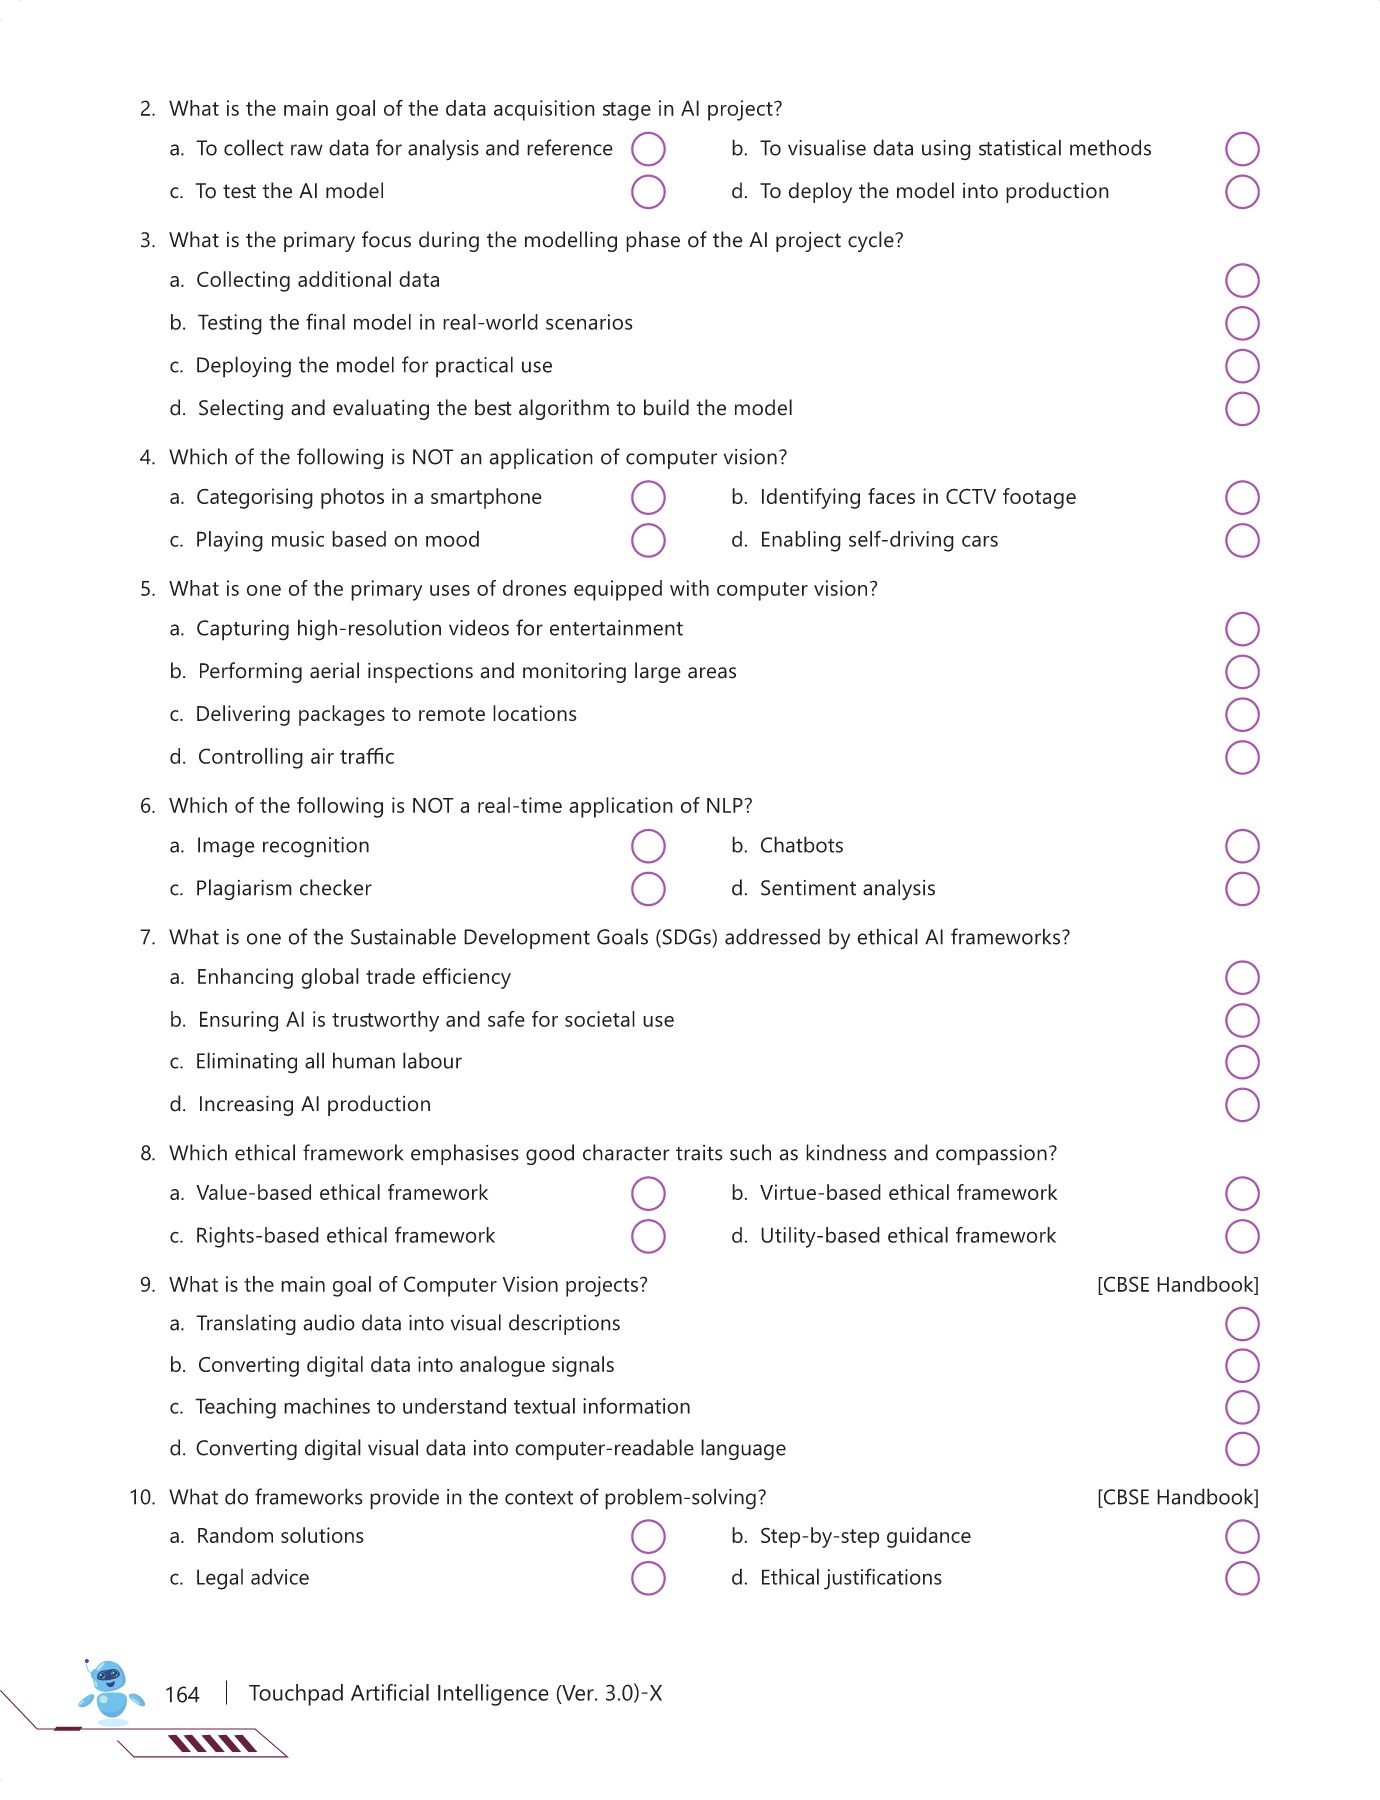 2. What is the main goal of the data acquisition stage in AI project?
a. To collect raw data for analysis and reference b. To visualise data using statistical methods
c. To test the AI model d. To deploy the model into production
3. What is the primary focus during the modelling phase of the AI project cycle?
a. Collecting additional data
b. Testing the final model in real-world scenarios
c. Deploying the model for practical use
d. Selecting and evaluating the best algorithm to build the model
4. Which of the following is NOT an application of computer vision?
a. Categorising photos in a smartphone b. Identifying faces in CCTV footage
c. Playing music based on mood d. Enabling self-driving cars
5. What is one of the primary uses of drones equipped with computer vision?
a. Capturing high-resolution videos for entertainment
b. Performing aerial inspections and monitoring large areas
c. Delivering packages to remote locations
d. Controlling air traffic
6. Which of the following is NOT a real-time application of NLP?
a. Image recognition b. Chatbots
c. Plagiarism checker d. Sentiment analysis
7. What is one of the Sustainable Development Goals (SDGs) addressed by ethical AI frameworks?
a. Enhancing global trade efficiency
b. Ensuring AI is trustworthy and safe for societal use
c. Eliminating all human labour
d. Increasing AI production
8. Which ethical framework emphasises good character traits such as kindness and compassion?
a. Value-based ethical framework b. Virtue-based ethical framework
c. Rights-based ethical framework d. Utility-based ethical framework
9. What is the main goal of Computer Vision projects? [CBSE Handbook]
a. Translating audio data into visual descriptions
b. Converting digital data into analogue signals
c. Teaching machines to understand textual information
d. Converting digital visual data into computer-readable language
10. What do frameworks provide in the context of problem-solving? [CBSE Handbook]
a. Random solutions b. Step-by-step guidance
c. Legal advice d. Ethical justifications
164 | Touchpad Artificial Intelligence (Ver. 3.0)-X